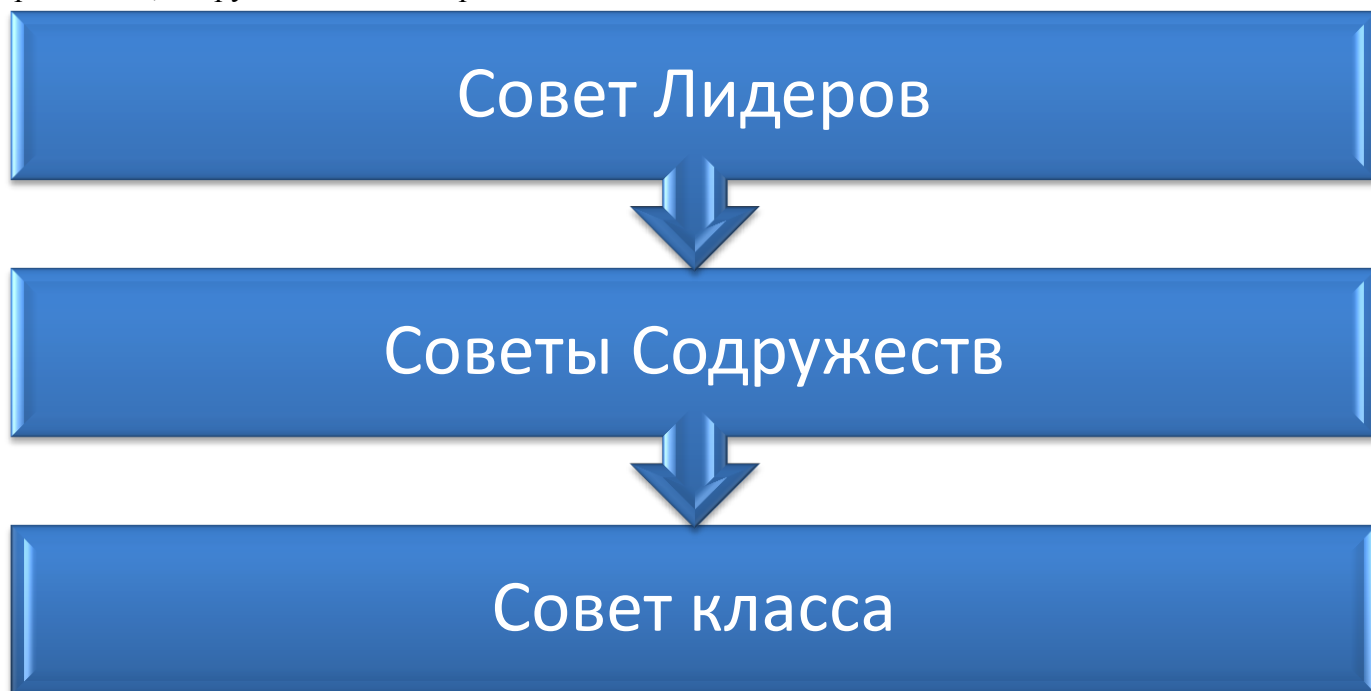 Совет Лидеров
Советы Содружеств
Совет класса